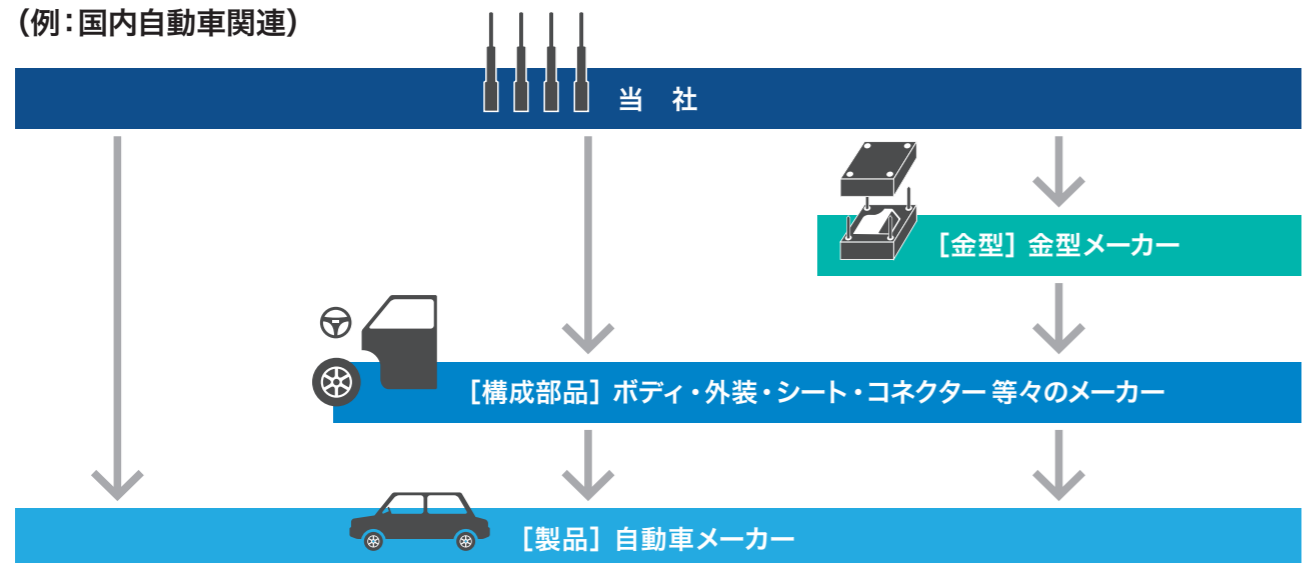 （例：国内自動車関連）
当　社
［金型］金型メーカー
［構成部品］ボディ・外装・シート・コネクター 等々のメーカー
［製品］自動車メーカー